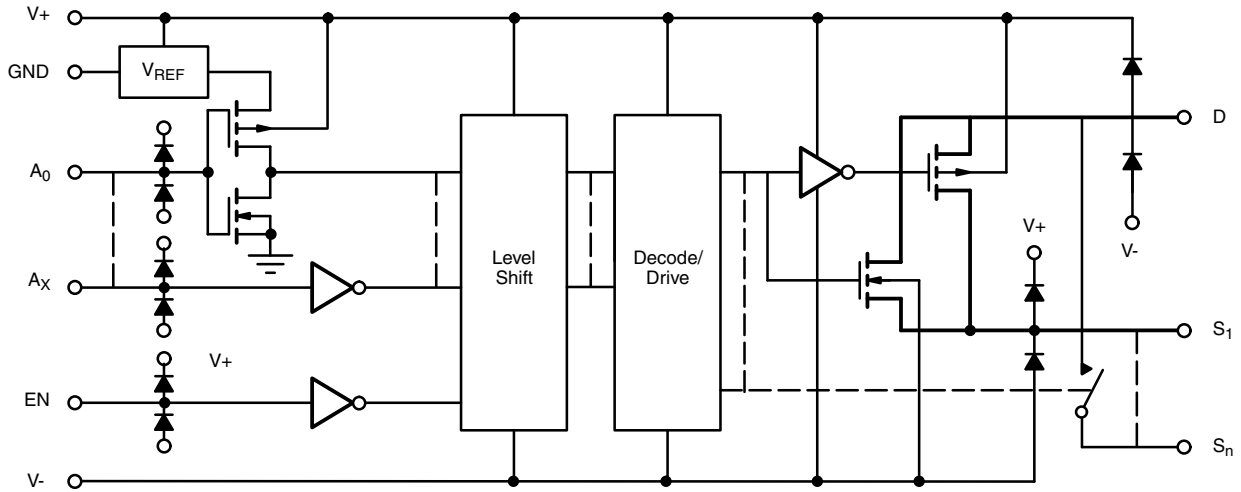 V+
GND
VREF
A0
AX
EN
V+
V-
Level
Shift
Decode/
Drive
D
V+
V-
S1
Sn